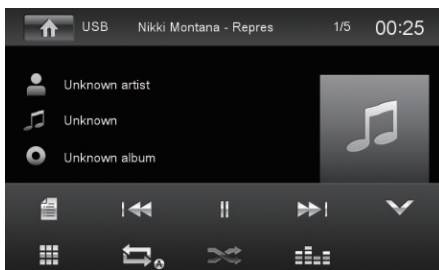 USB Nikki Montana - Repres 1/5 00:25
Unknown artist
Unknown
Unknown album
A